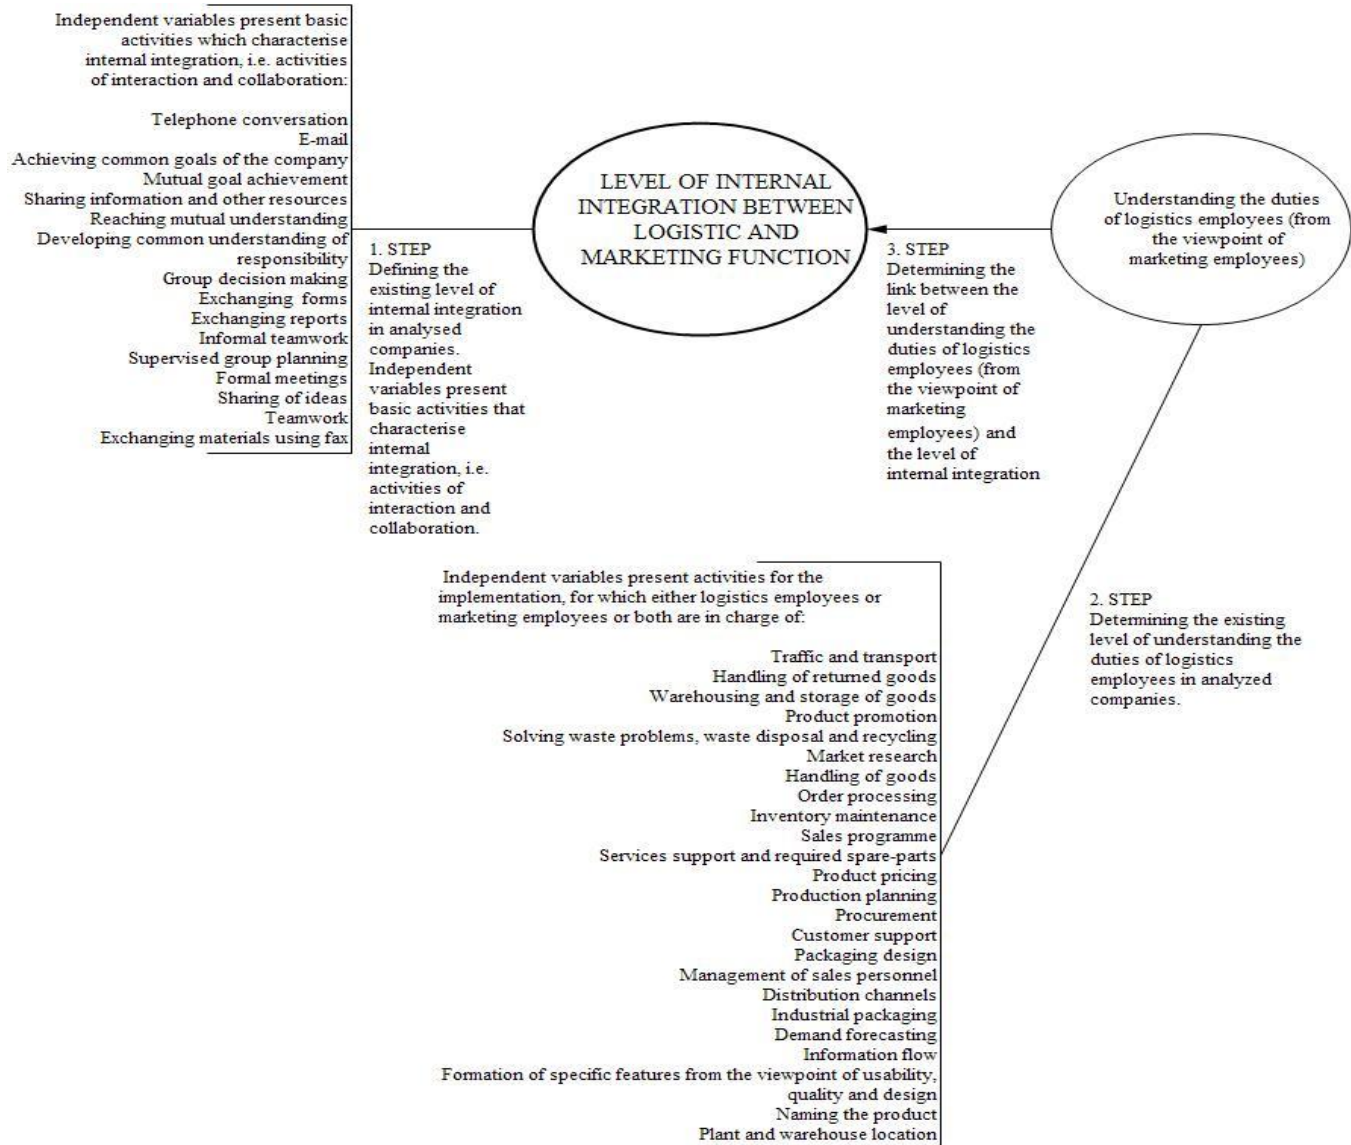 Independent variables present basic
activities which characterise
internal integration, i.e. activities
of interaction and collaboration:
Telephone conversation
E-mail
Achieving common goals of the company
Mutual goal achievement
Sharing information and other resources
Reaching mutual understanding
Developing common understanding of
responsibility
Group decision making
Exchanging forms
Exchanging reports
Informal teamwork
Supervised group planning
Formal meetings
Sharing of ideas
Teamwork
Exchanging materials using fax
1. STEP
Defining the
existing level of
internal integration
in analysed
companies.
Independent
variables present
basic activities that
characterise
internal
integration, i.e.
activities of
interaction and
collaboration.
LEVEL OF INTERNAL
INTEGRATION BETWEEN
LOGISTIC AND
MARKETING FUNCTION
3. STEP
Determining the
link between the
level of
understanding the
duties of logistics
employees (from
the viewpoint of
marketing
employees) and
the level of
internal integration
Understanding the duties
of logistics employees (from
the viewpoint of
marketing employees)
2. STEP
Determining the existing
level of understanding the
duties of logistics
employees in analyzed
companies.
Independent variables present activities for the
implementation, for which either logistics employees or
marketing employees or both are in charge of:
Traffic and transport
Handling of returned goods
Warehousing and storage of goods
Product promotion
Solving waste problems, waste disposal and recycling
Market research
Handling of goods
Order processing
Inventory maintenance
Sales programme
Services support and required spare-parts
Product pricing
Production planning
Procurement
Customer support
Packaging design
Management of sales personnel
Distribution channels
Industrial packaging
Demand forecasting
Information flow
Formation of specific features from the viewpoint of usability,
quality and design
Naming the product
Plant and warehouse location